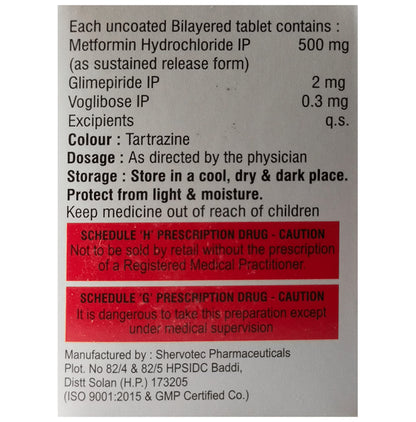 Each uncoated Bilayered tablet contains :
Metformin Hydrochloride IP 500 mg
(as sustained release form)
Glimepiride IP 2 mg
Voglibose IP 0.3 mg
Excipients q.s.
Colour : Tartrazine
Dosage : As directed by the physician
Storage : Store in a cool, dry & dark place.
Protect from light & moisture.
Keep medicine out of reach of children
SCHEDULE 'H' PRESCRIPTION DRUG - CAUTION
Not to be sold by retail without the prescription
of a Registered Medical Practitioner.
SCHEDULE 'G' PRESCRIPTION DRUG - CAUTION
It is dangerous to take this preparation except
under medical supervision
Manufactured by : Shervotec Pharmaceuticals
Plot. No 82/4 & 82/5 HPSIDC Baddi,
Distt Solan (H.P.) 173205
(ISO 9001:2015 & GMP Certified Co.)